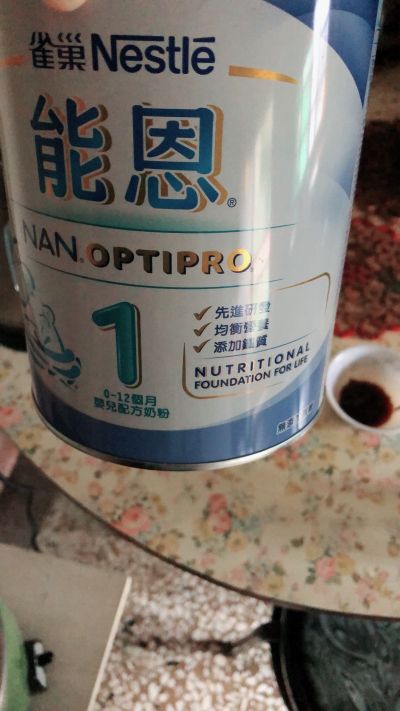 雀巢 Nestlé
能恩®
NAN® OPTIPRO®
1
0-12個月
嬰兒配方奶粉
✓先進研發
✓均衡營養
✓添加鐵質
NUTRITIONAL
FOUNDATION FOR LIFE